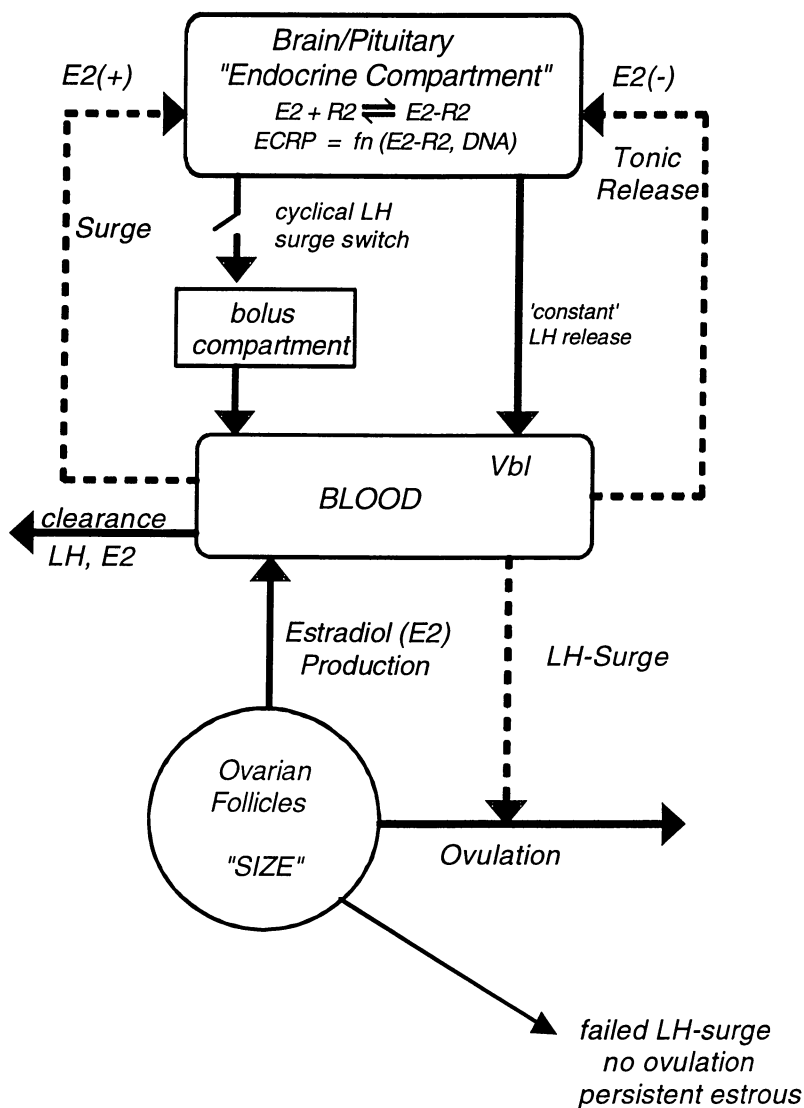 Brain/Pituitary
"Endocrine Compartment"
E2 + R2 ⇌ E2-R2
ECRP = fn (E2-R2, DNA)
E2(+)
E2(-)
Tonic
Release
Surge
cyclical LH
surge switch
bolus
compartment
'constant'
LH release
Vbl
BLOOD
clearance
LH, E2
Estradiol (E2)
Production
LH-Surge
Ovarian
Follicles
"SIZE"
Ovulation
failed LH-surge
no ovulation
persistent estrous